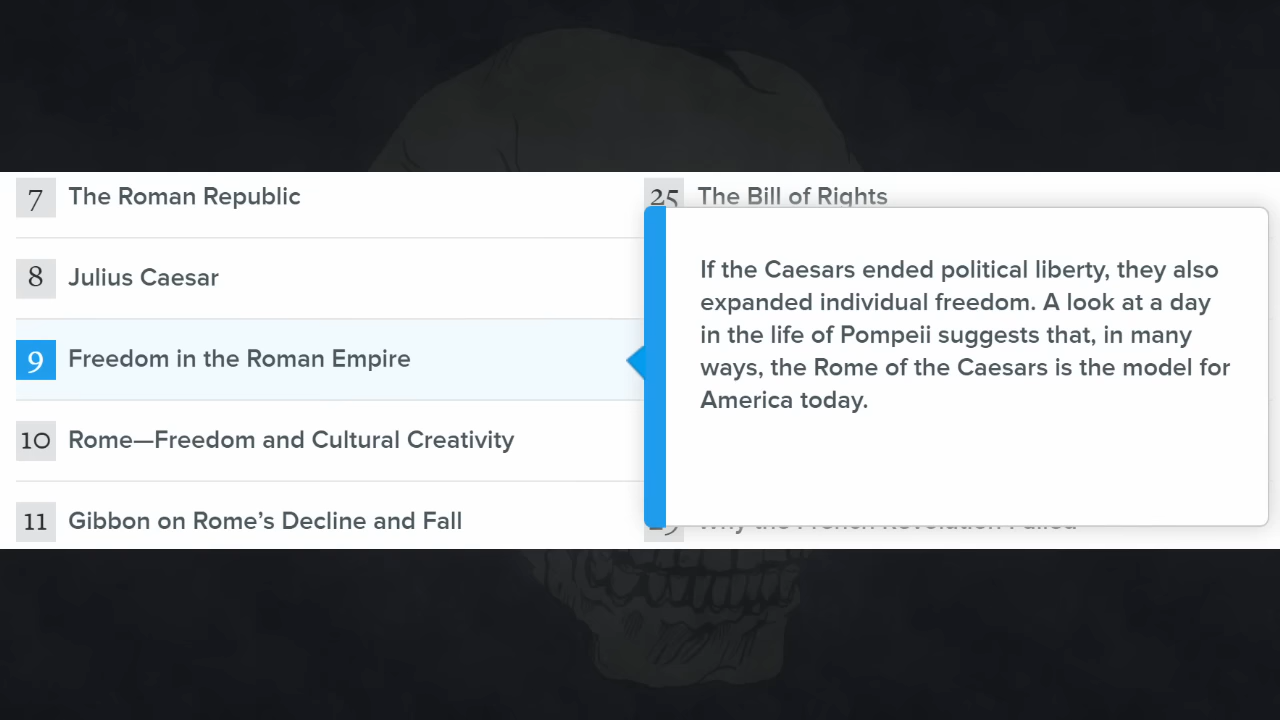 7 The Roman Republic
8 Julius Caesar
9 Freedom in the Roman Empire
10 Rome—Freedom and Cultural Creativity
11 Gibbon on Rome’s Decline and Fall
25 The Bill of Rights
If the Caesars ended political liberty, they also
expanded individual freedom. A look at a day
in the life of Pompeii suggests that, in many
ways, the Rome of the Caesars is the model for
America today.